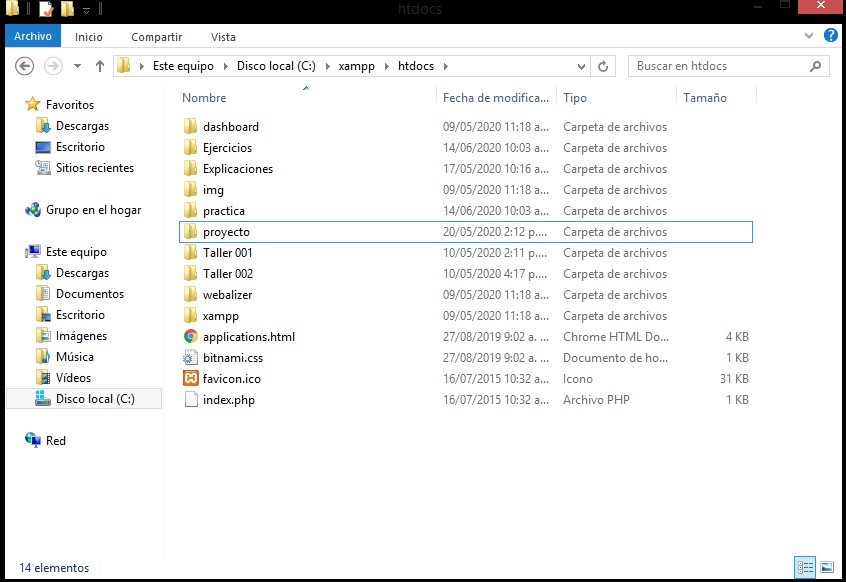 htdocs
Archivo Inicio Compartir Vista
Este equipo Disco local (C:) xampp htdocs Buscar en htdocs
Favoritos
Descargas
Escritorio
Sitios recientes
Grupo en el hogar
Este equipo
Descargas
Documentos
Escritorio
Imágenes
Música
Vídeos
Disco local (C:)
Red
Nombre Fecha de modifica... Tipo Tamaño
dashboard 09/05/2020 11:18 a... Carpeta de archivos
Ejercicios 14/06/2020 10:03 a... Carpeta de archivos
Explicaciones 17/05/2020 10:16 a... Carpeta de archivos
img 09/05/2020 11:18 a... Carpeta de archivos
practica 14/06/2020 10:03 a... Carpeta de archivos
proyecto 20/05/2020 2:12 p.... Carpeta de archivos
Taller 001 10/05/2020 2:11 p.... Carpeta de archivos
Taller 002 10/05/2020 4:17 p.... Carpeta de archivos
webalizer 09/05/2020 11:18 a... Carpeta de archivos
xampp 09/05/2020 11:18 a... Carpeta de archivos
applications.html 27/08/2019 9:02 a. ... Chrome HTML Do... 4 KB
bitnami.css 27/08/2019 9:02 a. ... Documento de ho... 1 KB
favicon.ico 16/07/2015 10:32 a... Icono 31 KB
index.php 16/07/2015 10:32 a... Archivo PHP 1 KB
14 elementos